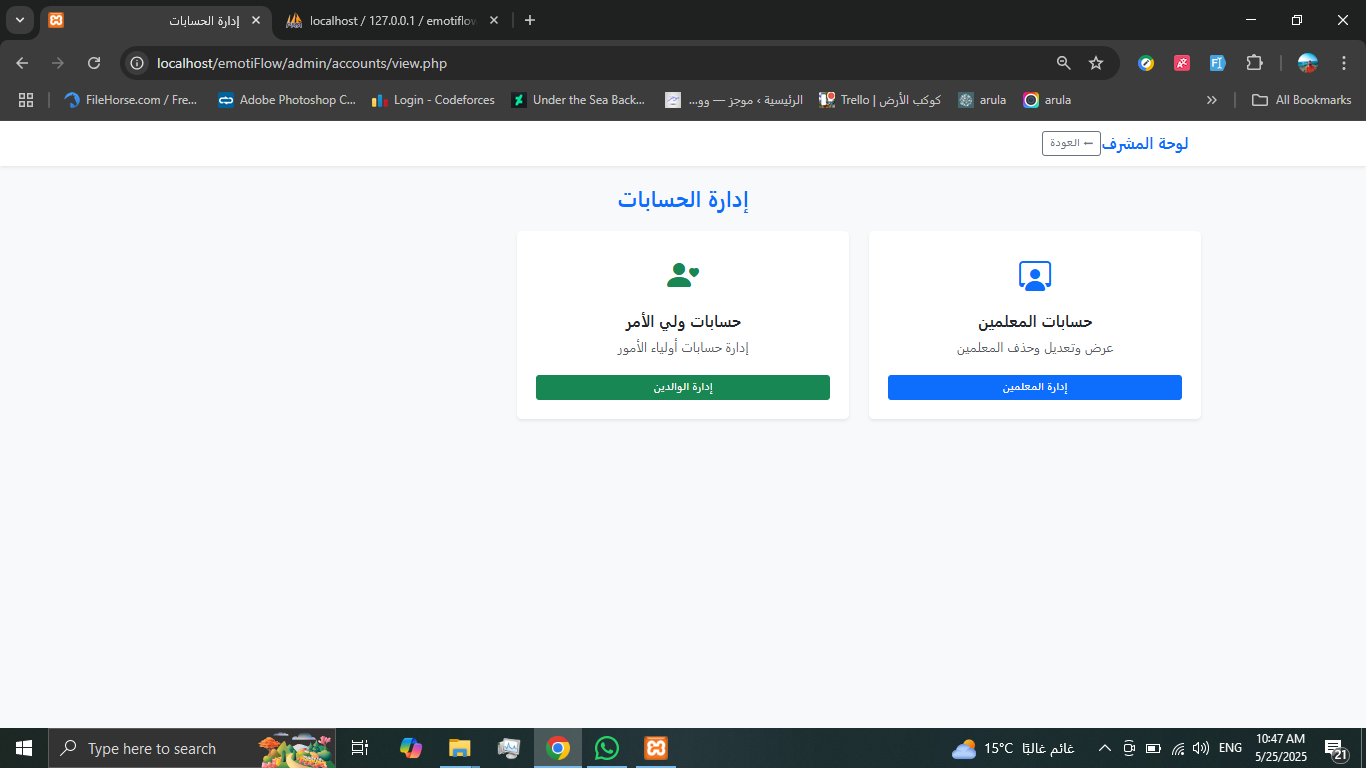 إدارة الحسابات
localhost / 127.0.0.1 / emotiflow
localhost/emotiFlow/admin/accounts/view.php
FileHorse.com / Fre...
Adobe Photoshop C...
Login - Codeforces
Under the Sea Back...
الرئيسية › موجز — وو...
كوكب الأرض | Trello
arula
arula
»
All Bookmarks
لوحة المشرف
← العودة
إدارة الحسابات
حسابات المعلمين
عرض وتعديل وحذف المعلمين
إدارة المعلمين
حسابات ولي الأمر
إدارة حسابات أولياء الأمور
إدارة الوالدين
Type here to search
15°C غائم غالبًا
ENG
10:47 AM
5/25/2025
21